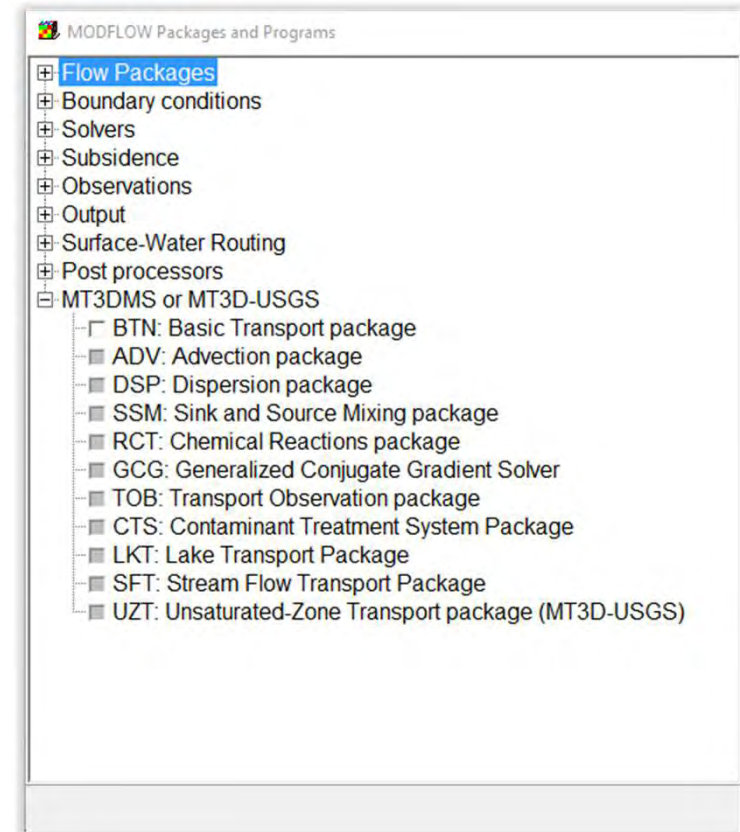 MODFLOW Packages and Programs
Flow Packages
Boundary conditions
Solvers
Subsidence
Observations
Output
Surface-Water Routing
Post processors
MT3DMS or MT3D-USGS
BTN: Basic Transport package
ADV: Advection package
DSP: Dispersion package
SSM: Sink and Source Mixing package
RCT: Chemical Reactions package
GCG: Generalized Conjugate Gradient Solver
TOB: Transport Observation package
CTS: Contaminant Treatment System Package
LKT: Lake Transport Package
SFT: Stream Flow Transport Package
UZT: Unsaturated-Zone Transport package (MT3D-USGS)